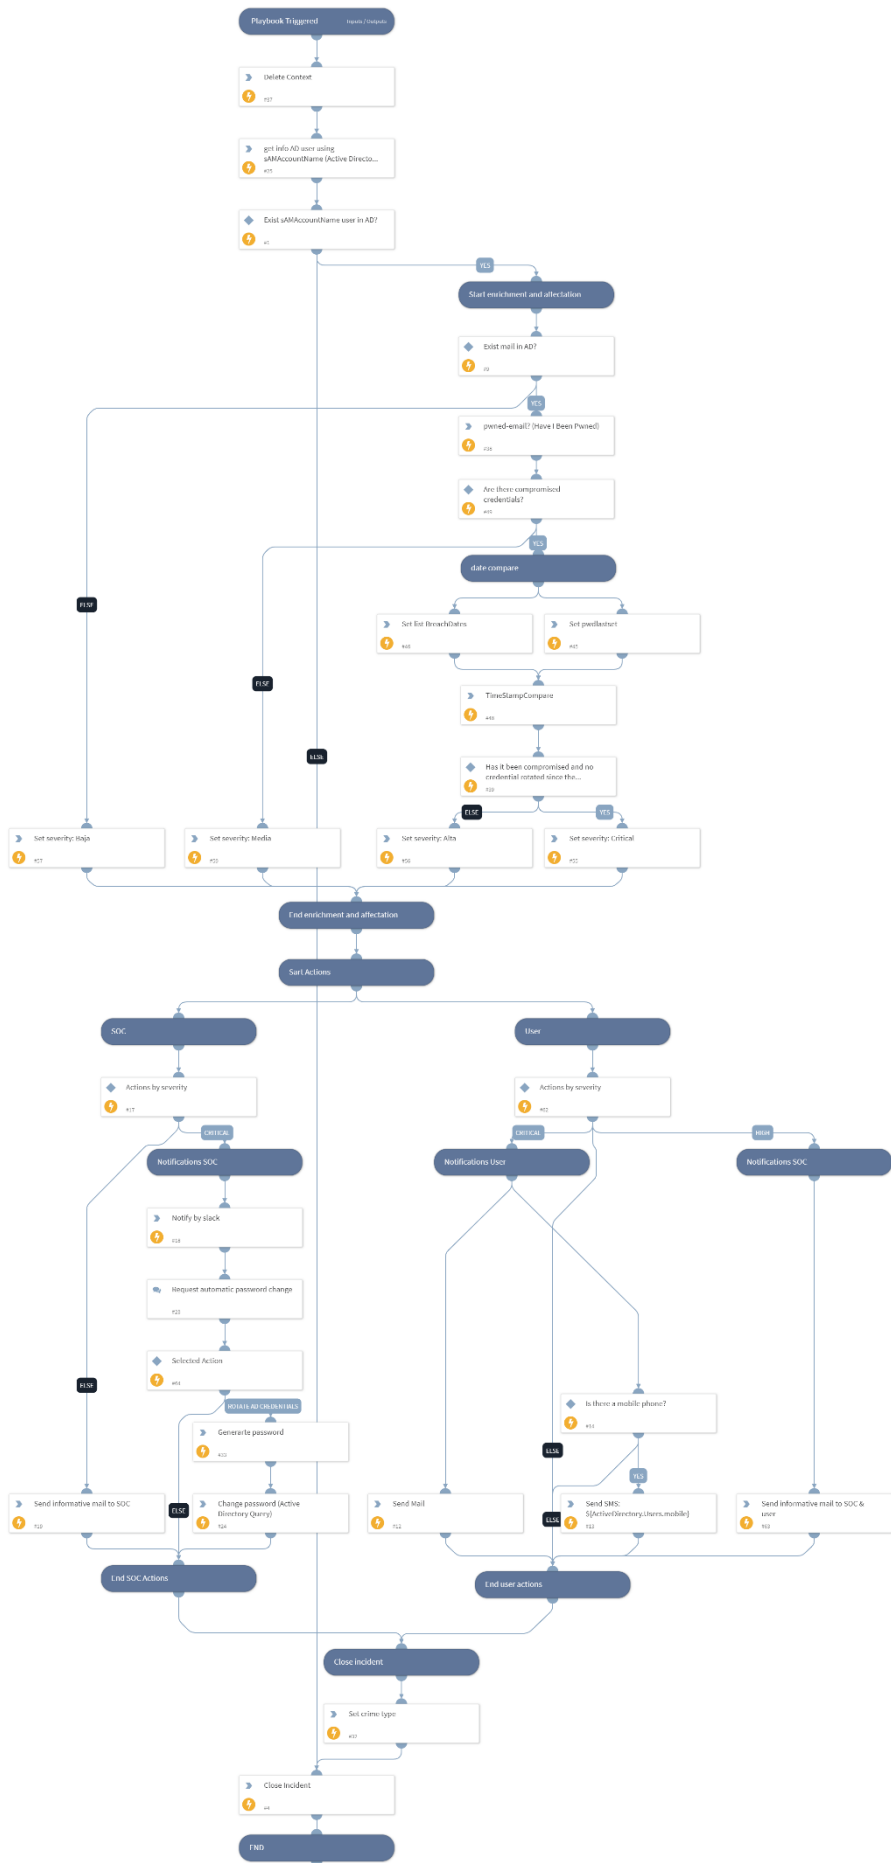 Playbook Triggered
Inputs / Outputs
Delete Context
get info AD user using
sAMAccountName (Active Directo...
Exist sAMAccountName user in AD?
YES
Start enrichment and affectation
Exist mail in AD?
YES
pwned-email? (Have I Been Pwned)
Are there compromised
credentials?
YES
date compare
ELSE
Set list BreachDates
Set pwdlastset
ELSE
TimeStampCompare
ELSE
Has it been compromised and no
credential rotated since the...
ELSE
YES
Set severity: Baja
Set severity: Media
Set severity: Alta
Set severity: Critical
End enrichment and affectation
Sart Actions
SOC
User
Actions by severity
Actions by severity
CRITICAL
CRITICAL
HIGH
Notifications SOC
Notifications User
Notifications SOC
Notify by slack
Request automatic password change
Selected Action
ELSE
ROTATE AD CREDENTIALS
Is there a mobile phone?
Generarte password
ELSE
YES
Send informative mail to SOC
ELSE
Change password (Active
Directory Query)
Send Mail
ELSE
Send SMS:
${ActiveDirectory.Users.mobile}
Send informative mail to SOC &
user
End SOC Actions
End user actions
Close incident
Set crime type
Close Incident
END